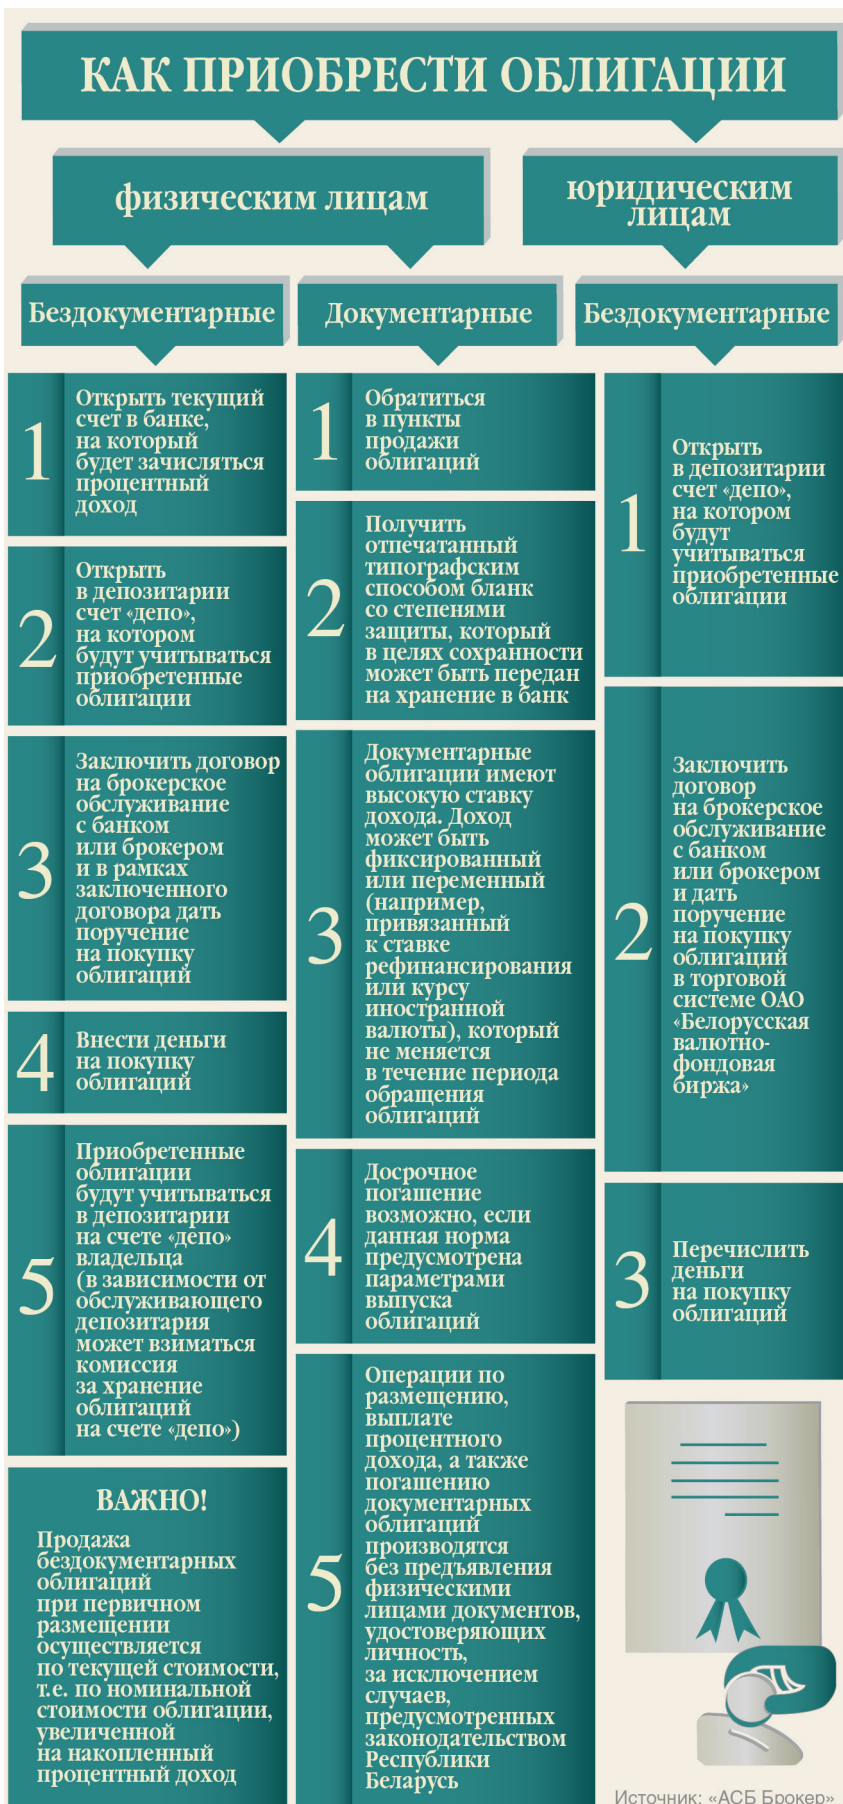 КАК ПРИОБРЕСТИ ОБЛИГАЦИИ
физическим лицам
юридическим
лицам
Бездокументарные
Документарные
Бездокументарные
1
Открыть текущий
счет в банке,
на который
будет зачисляться
процентный
доход
2
Открыть
в депозитарии
счет «депо»,
на котором
будут учитываться
приобретенные
облигации
3
Заключить договор
на брокерское
обслуживание
с банком
или брокером
и в рамках
заключенного
договора дать
поручение
на покупку
облигаций
4
Внести деньги
на покупку
облигаций
5
Приобретенные
облигации
будут учитываться
в депозитарии
на счете «депо»
владельца
(в зависимости от
обслуживающего
депозитария
может взиматься
комиссия
за хранение
облигаций
на счете «депо»)
ВАЖНО!
Продажа
бездокументарных
облигаций
при первичном
размещении
осуществляется
по текущей стоимости,
т.е. по номинальной
стоимости облигации,
увеличенной
на накопленный
процентный доход
1
Обратиться
в пункты
продажи
облигаций
2
Получить
отпечатанный
типографским
способом бланк
со степенями
защиты, который
в целях сохранности
может быть передан
на хранение в банк
3
Документарные
облигации имеют
высокую ставку
дохода. Доход
может быть
фиксированный
или переменный
(например,
привязанный
к ставке
рефинансирования
или курсу
иностранной
валюты), который
не меняется
в течение периода
обращения
облигаций
4
Досрочное
погашение
возможно, если
данная норма
предусмотрена
параметрами
выпуска
облигаций
5
Операции по
размещению,
выплате
процентного
дохода, а также
погашению
документарных
облигаций
производятся
без предъявления
физическими
лицами документов,
удостоверяющих
личность,
за исключением
случаев,
предусмотренных
законодательством
Республики
Беларусь
1
Открыть
в депозитарии
счет «депо»,
на котором
будут
учитываться
приобретенные
облигации
2
Заключить
договор
на брокерское
обслуживание
с банком
или брокером
и дать
поручение
на покупку
облигаций
в торговой
системе ОАО
«Белорусская
валютно-
фондовая
биржа»
3
Перечислить
деньги
на покупку
облигаций
Источник: «АСБ Брокер»